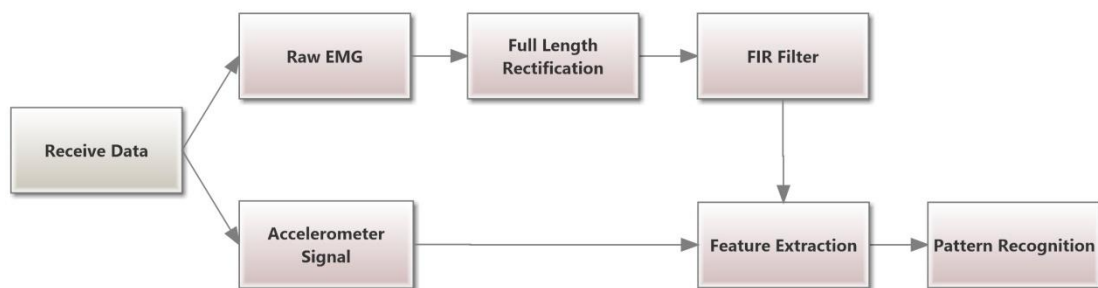 Raw EMG
Full Length
Rectification
FIR Filter
Receive Data
Accelerometer
Signal
Feature Extraction
Pattern Recognition